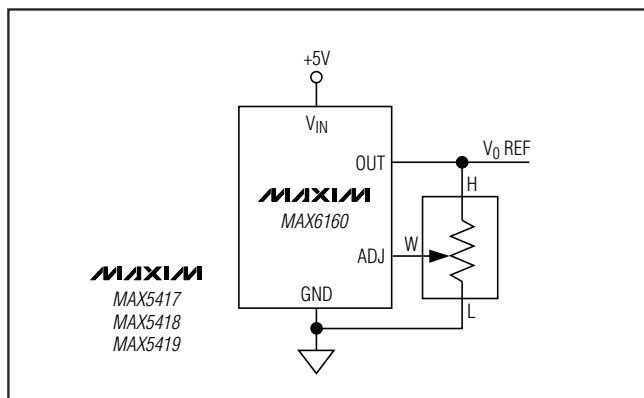 +5V
V_IN
OUT
V_0 REF
H
MAXIM
MAX6160
ADJ
W
MAXIM
MAX5417
MAX5418
MAX5419
GND
L